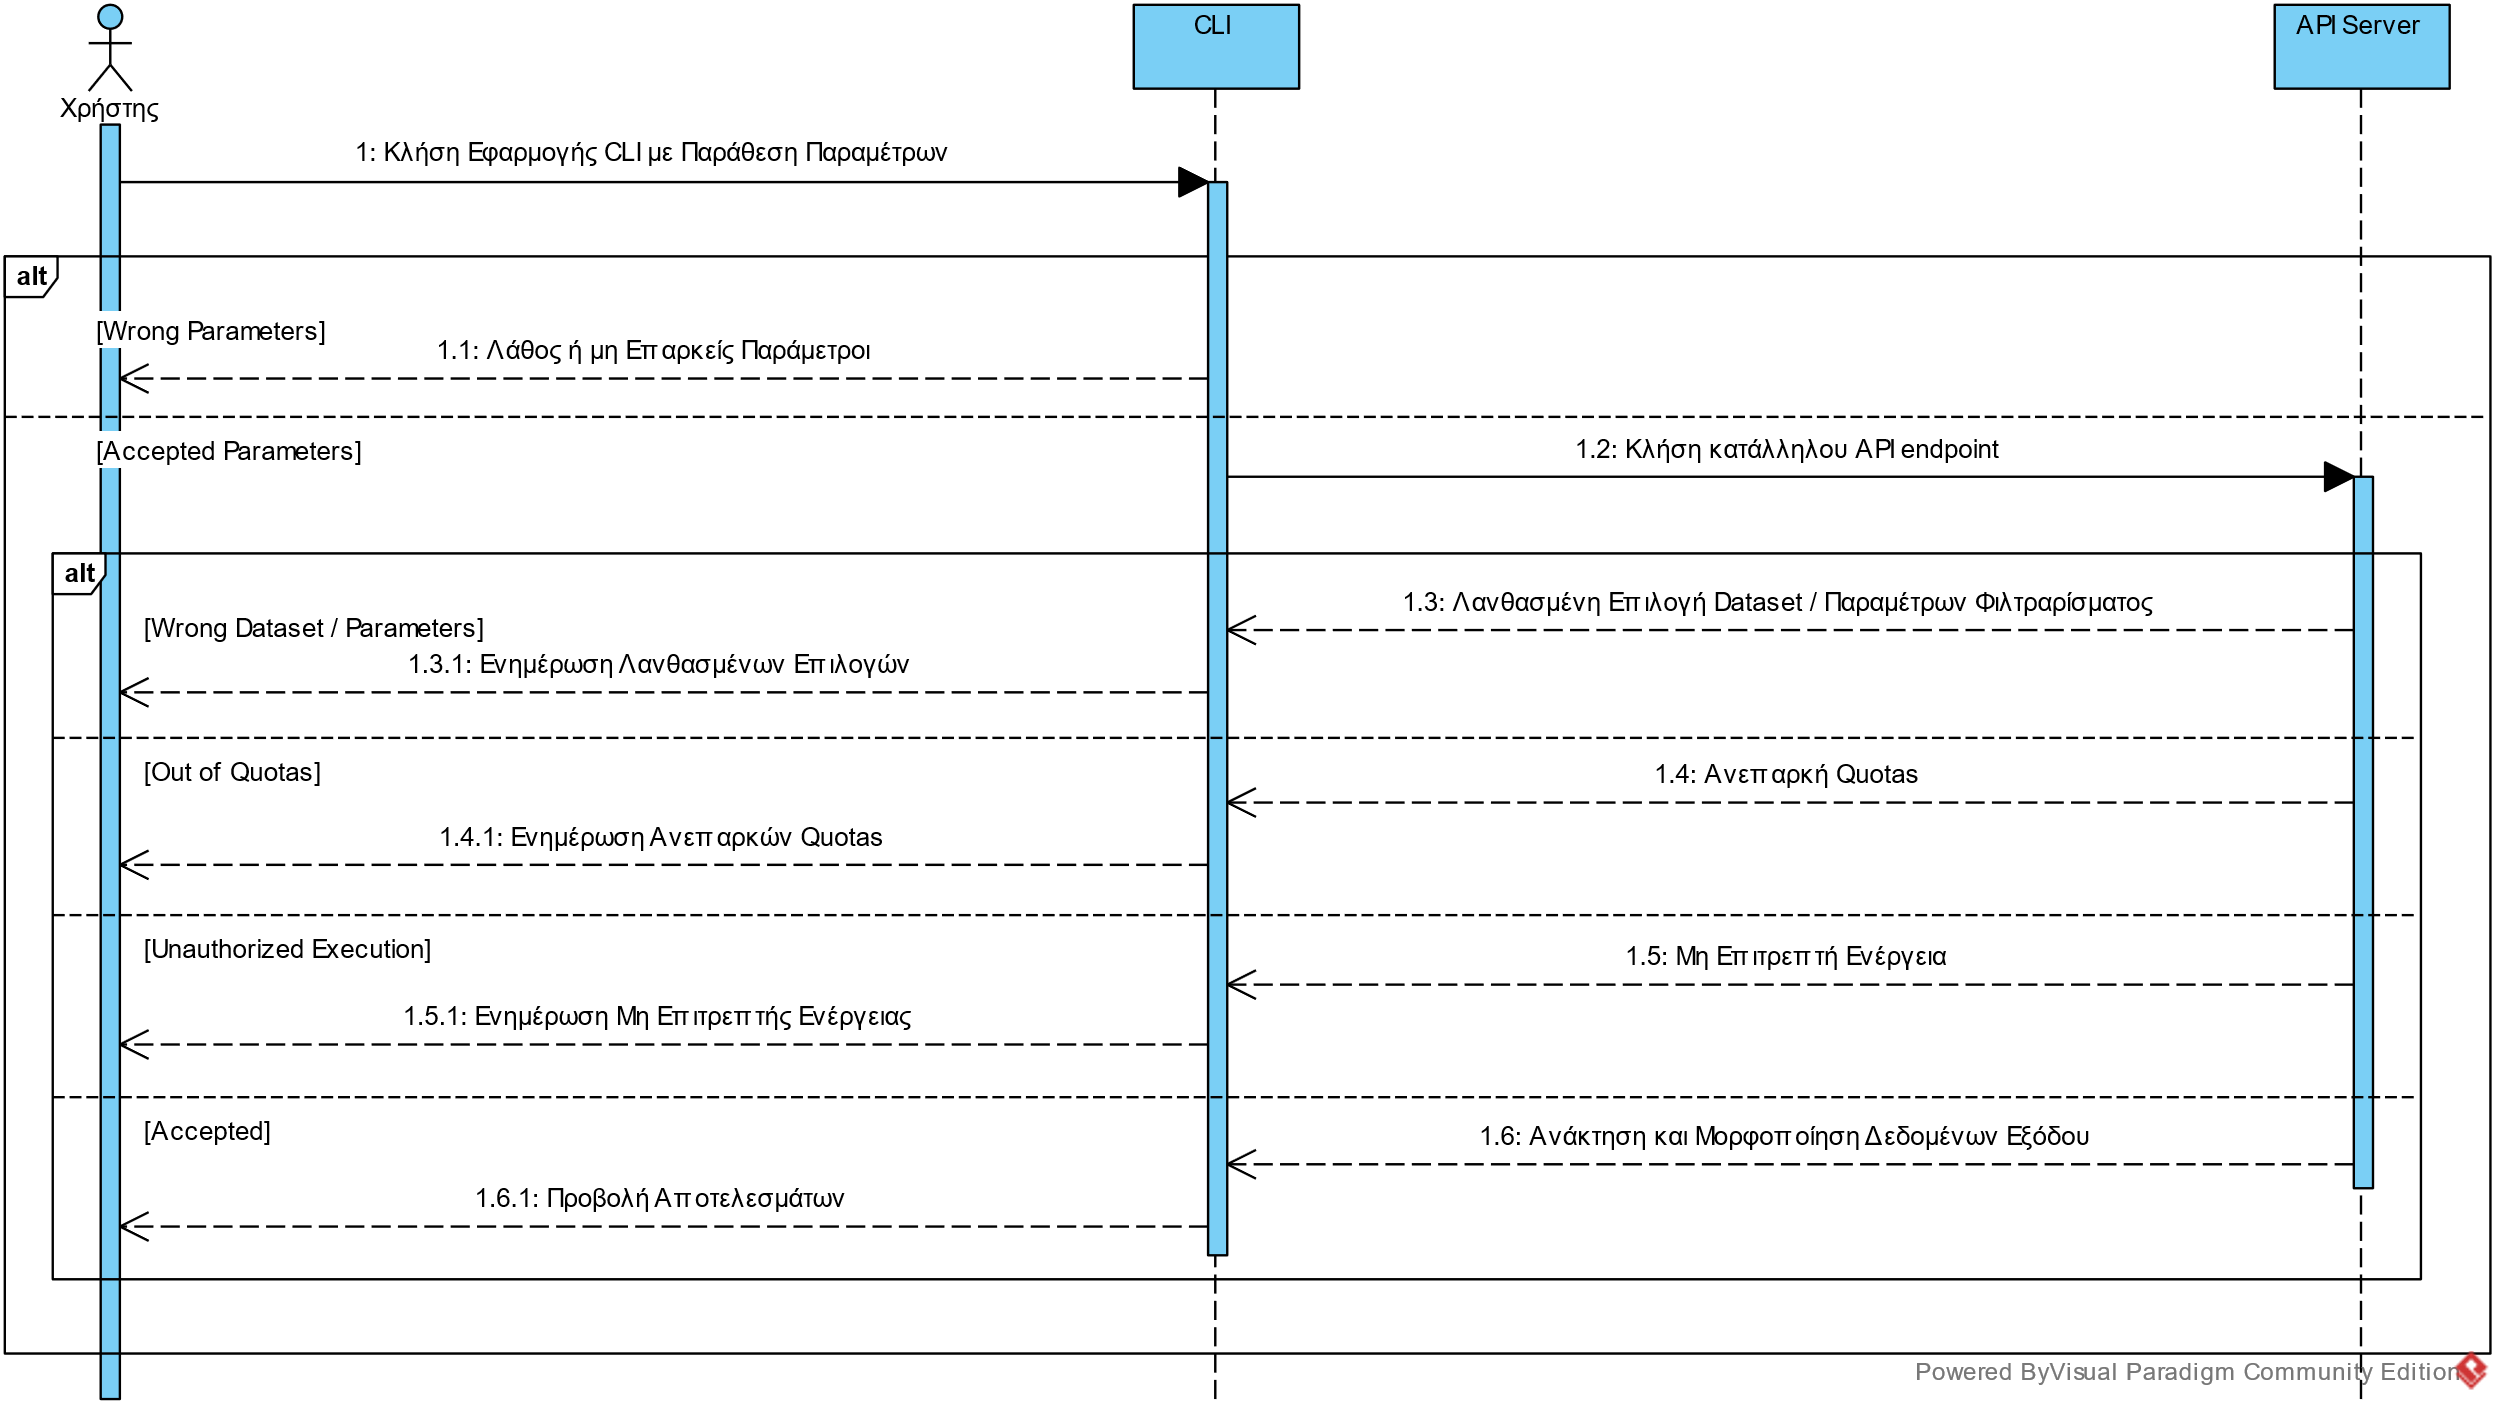 CLI
API Server
Χρήστης
1: Κλήση Εφαρμογής CLI με Παράθεση Παραμέτρων
alt
[Wrong Parameters]
1.1: Λάθος ή μη Επαρκείς Παράμετροι
[Accepted Parameters]
1.2: Κλήση κατάλληλου API endpoint
alt
1.3: Λανθασμένη Επιλογή Dataset / Παραμέτρων Φιλτραρίσματος
[Wrong Dataset / Parameters]
1.3.1: Ενημέρωση Λανθασμένων Επιλογών
[Out of Quotas]
1.4: Ανεπαρκή Quotas
1.4.1: Ενημέρωση Ανεπαρκών Quotas
[Unauthorized Execution]
1.5: Μη Επιτρεπτή Ενέργεια
1.5.1: Ενημέρωση Μη Επιτρεπτής Ενέργειας
[Accepted]
1.6: Ανάκτηση και Μορφοποίηση Δεδομένων Εξόδου
1.6.1: Προβολή Αποτελεσμάτων
Powered By Visual Paradigm Community Edition